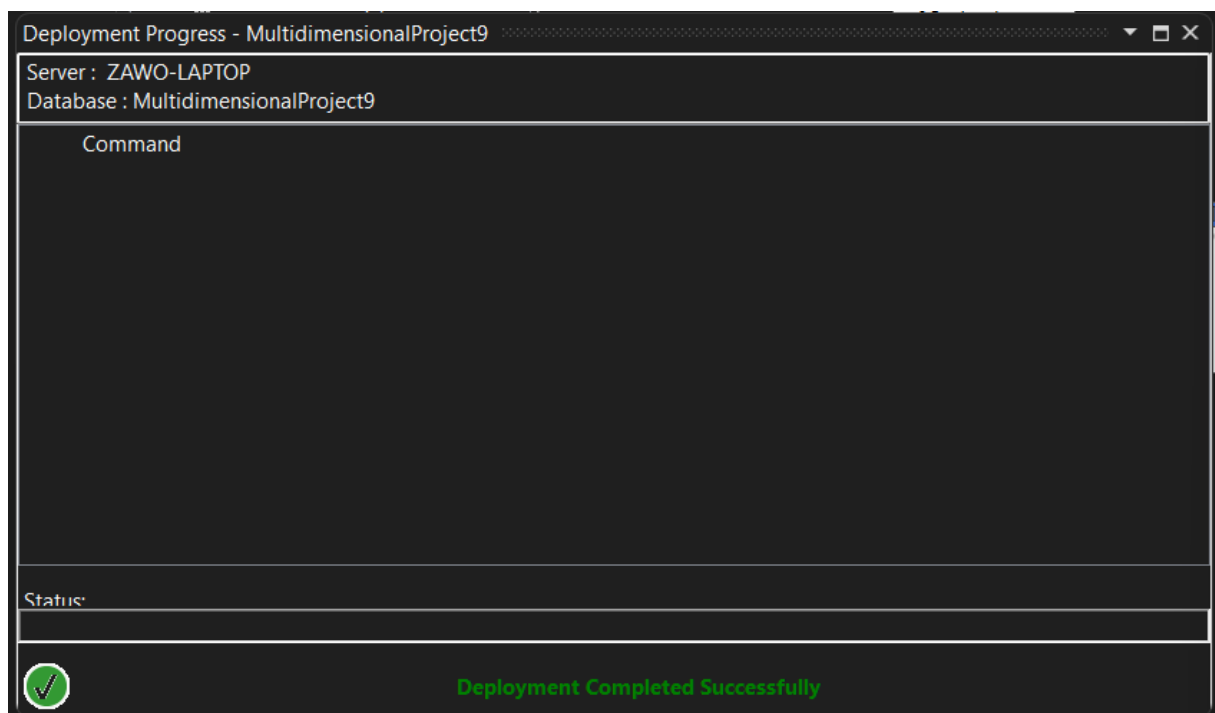 Deployment Progress - MultidimensionalProject9
Server : ZAWO-LAPTOP
Database : MultidimensionalProject9
Command
Status:
Deployment Completed Successfully